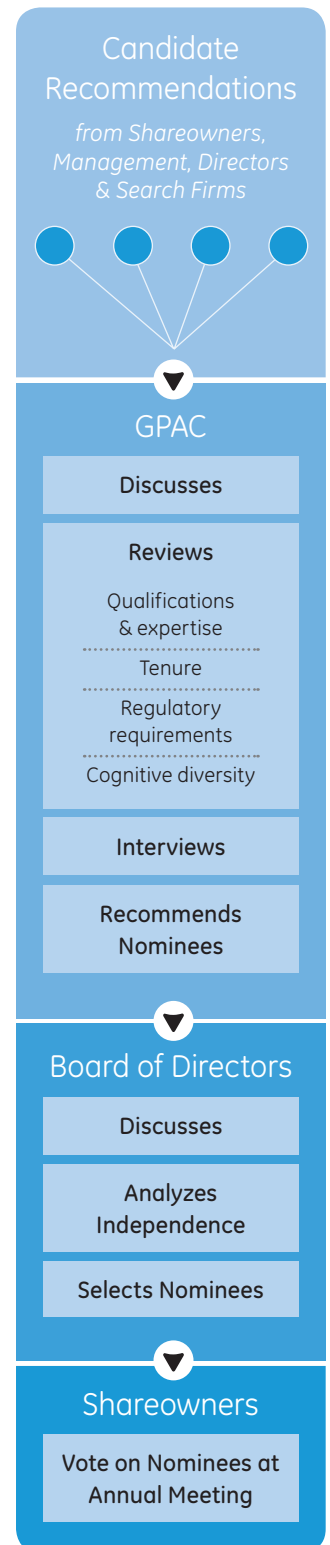 Candidate
Recommendations
from Shareowners,
Management, Directors
& Search Firms
GPAC
Discusses
Reviews
Qualifications
& expertise
Tenure
Regulatory
requirements
Cognitive diversity
Interviews
Recommends
Nominees
Board of Directors
Discusses
Analyzes
Independence
Selects Nominees
Shareowners
Vote on Nominees at
Annual Meeting